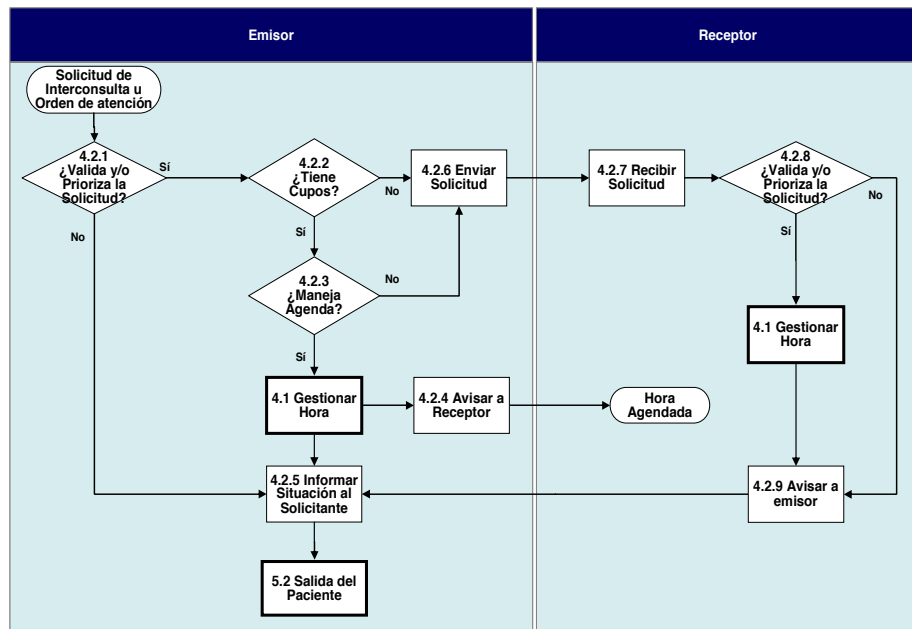 Emisor
Receptor
Solicitud de
Interconsulta u
Orden de atención
4.2.1
¿Valida y/o
Prioriza la
Solicitud?
Sí
No
4.2.2
¿Tiene
Cupos?
No
Sí
4.2.6 Enviar
Solicitud
4.2.7 Recibir
Solicitud
4.2.8
¿Valida y/o
Prioriza la
Solicitud?
No
Sí
4.2.3
¿Maneja
Agenda?
No
Sí
4.1 Gestionar
Hora
4.1 Gestionar
Hora
4.2.4 Avisar a
Receptor
Hora
Agendada
4.2.5 Informar
Situación al
Solicitante
4.2.9 Avisar a
emisor
5.2 Salida del
Paciente